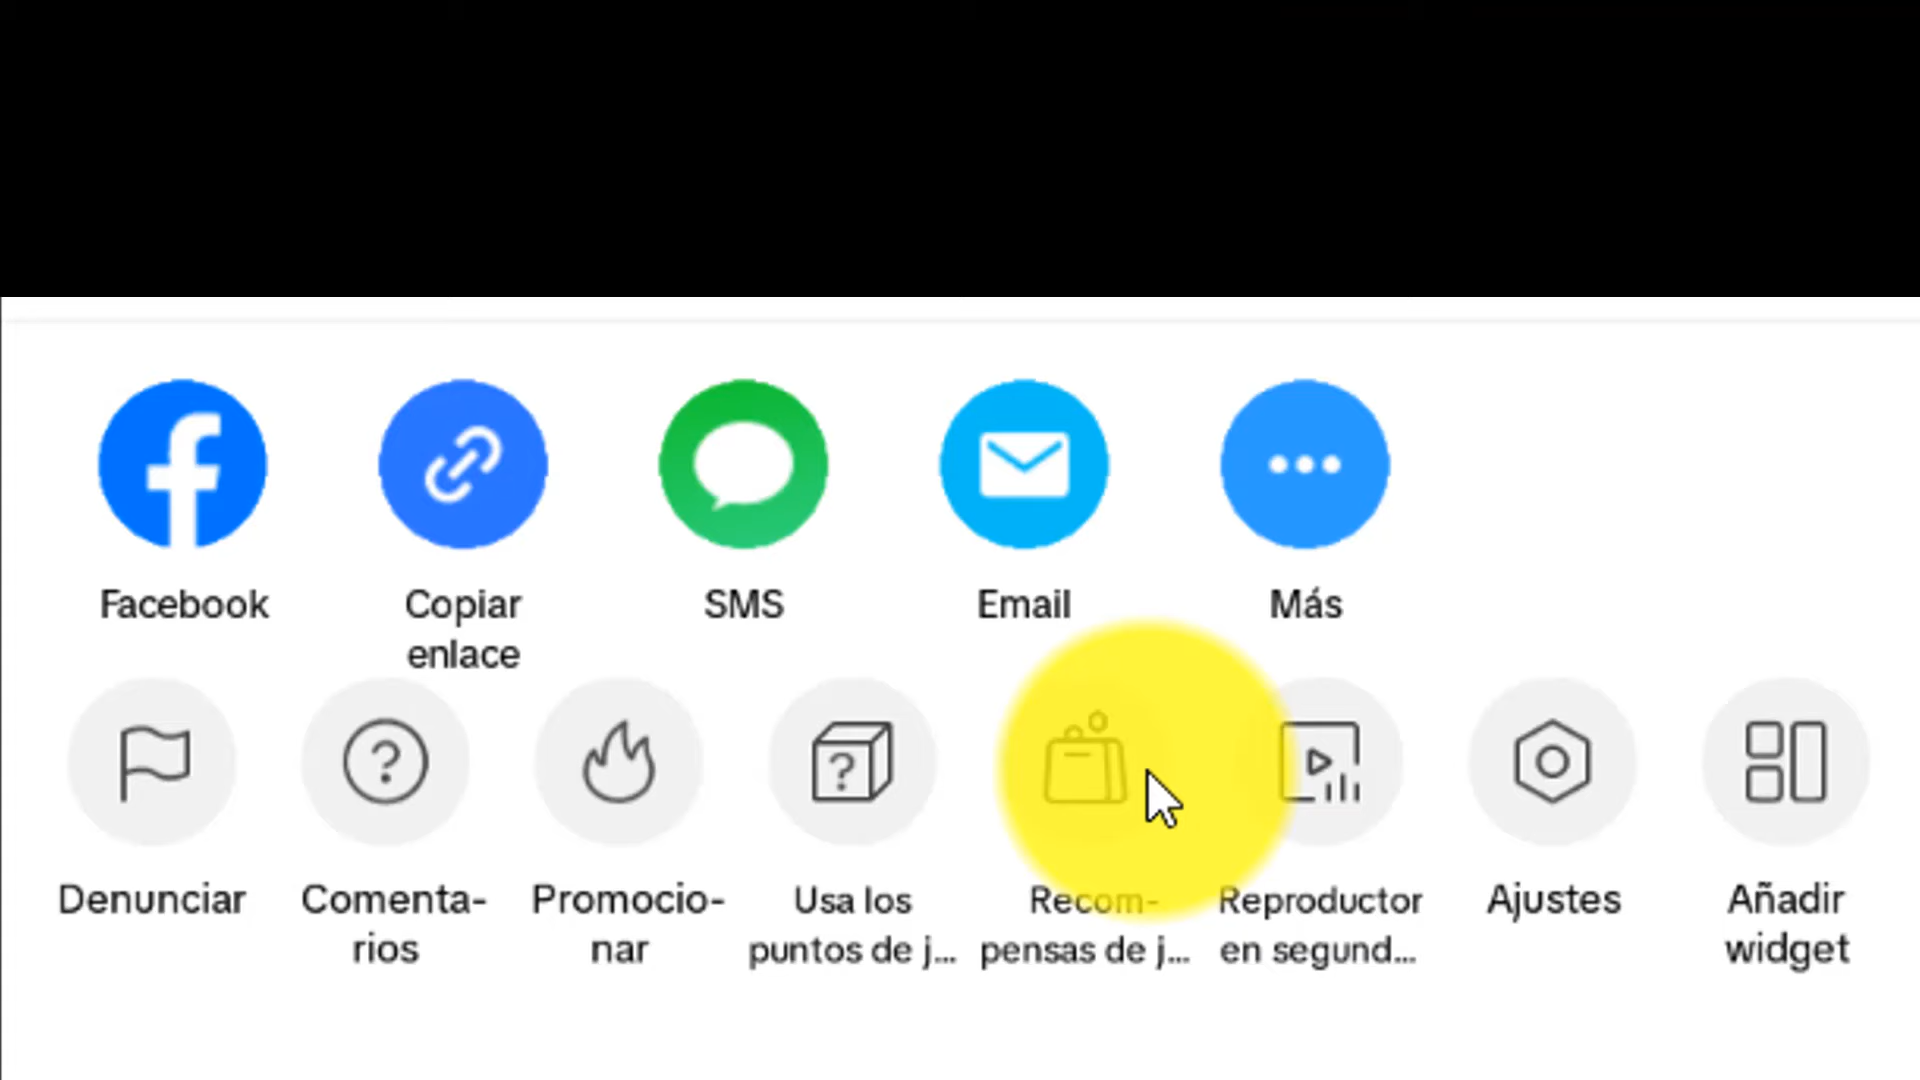 Facebook
Copiar
enlace
SMS
Email
Más
Denunciar
Comenta-
rios
Promocio-
nar
Usa los
puntos de j...
Recom-
pensas de j...
Reproductor
en segund...
Ajustes
Añadir
widget